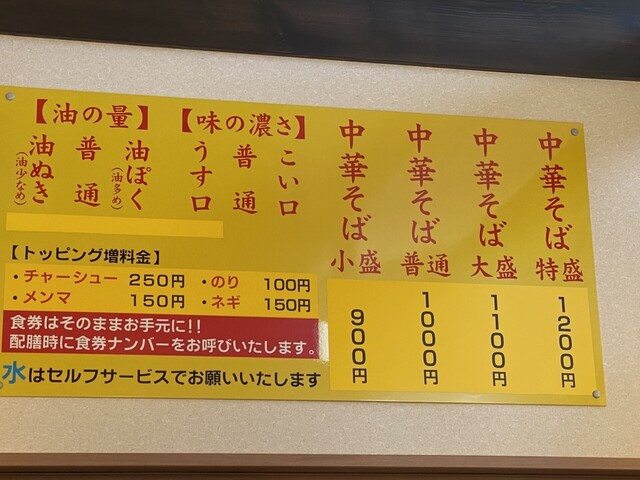 中華そば特盛
1200円
中華そば大盛
1100円
中華そば普通
1000円
中華そば小盛
900円
【味の濃さ】
こい口
普通
うす口
【油の量】
油ぽく
(油多め)
普通
油ぬき
(油少なめ)
【トッピング増料金】
・チャーシュー 250円 ・のり 100円
・メンマ 150円 ・ネギ 150円
食券はそのままお手元に!!
配膳時に食券ナンバーをお呼びいたします。
水はセルフサービスでお願いいたします